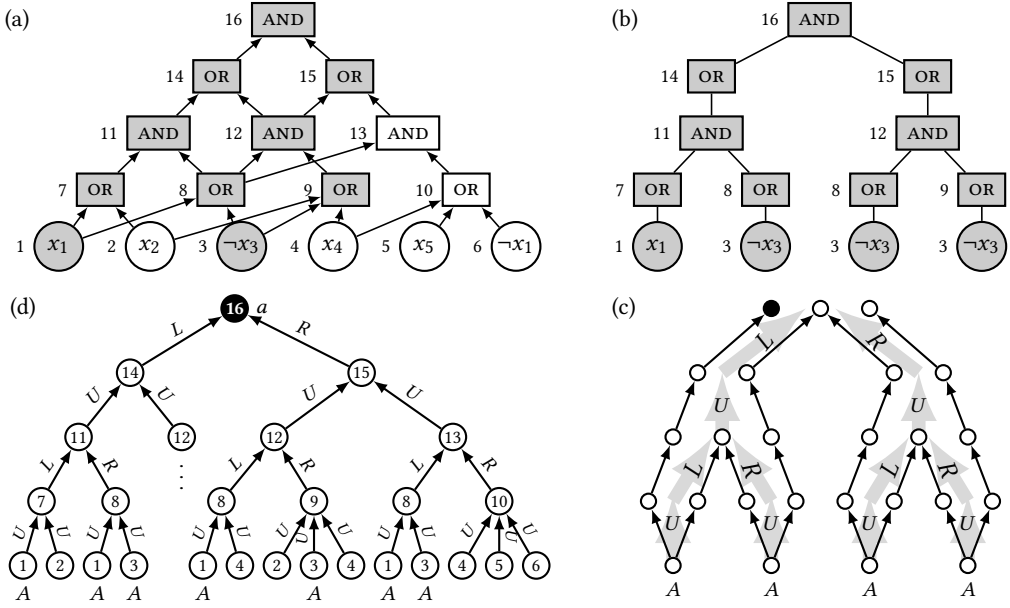 (a)
16 AND
14 OR 15 OR
11 AND 12 AND 13 AND
7 OR 8 OR 9 OR 10 OR
1 x1 2 x2 3 ¬x3 4 x4 5 x5 6 ¬x1
(b)
16 AND
14 OR 15 OR
11 AND 12 AND
7 OR 8 OR 8 OR 9 OR
1 x1 3 ¬x3 3 ¬x3 3 ¬x3
(d)
16 a
L R
14 15
U U U U
11 12 12 13
L R ⋮ L R L R
7 8 8 9 8 10
U U U U U U U U U U U U U U
1 2 1 3 1 4 2 3 4 1 3 4 5 6
A A A A A A A
(c)
L R
U U
L R L R
U U U U
A A A A